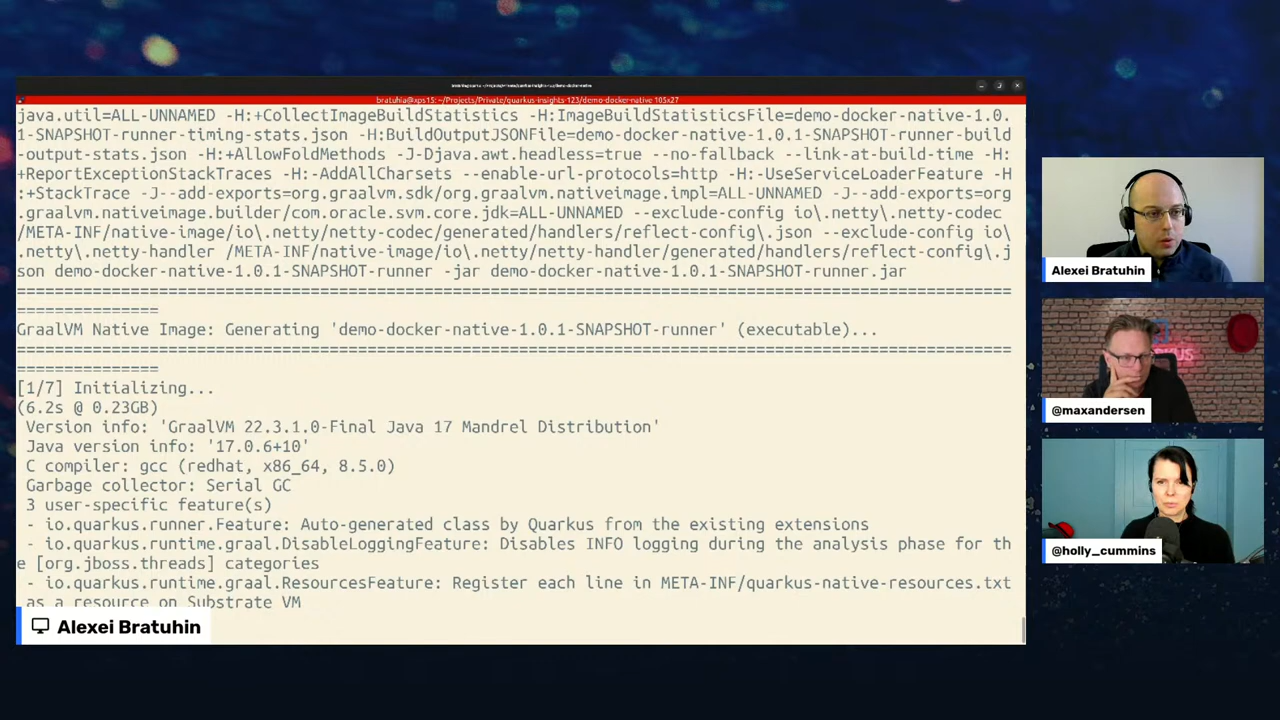 bratuhia@xps15: ~/Projects/Private/quarkus-insights-123/demo-docker-native 105x27
java.util=ALL-UNNAMED -H:+CollectImageBuildStatistics -H:ImageBuildStatisticsFile=demo-docker-native-1.0.
1-SNAPSHOT-runner-timing-stats.json -H:BuildOutputJSONFile=demo-docker-native-1.0.1-SNAPSHOT-runner-build
-output-stats.json -H:+AllowFoldMethods -J-Djava.awt.headless=true --no-fallback --link-at-build-time -H:
+ReportExceptionStackTraces -H:-AddAllCharsets --enable-url-protocols=http -H:-UseServiceLoaderFeature -H
:+StackTrace -J--add-exports=org.graalvm.sdk/org.graalvm.nativeimage.impl=ALL-UNNAMED -J--add-exports=org
.graalvm.nativeimage.builder/com.oracle.svm.core.jdk=ALL-UNNAMED --exclude-config io\.netty\.netty-codec
/META-INF/native-image/io\.netty/netty-codec/generated/handlers/reflect-config\.json --exclude-config io\
.netty\.netty-handler /META-INF/native-image/io\.netty/netty-handler/generated/handlers/reflect-config\.j
son demo-docker-native-1.0.1-SNAPSHOT-runner -jar demo-docker-native-1.0.1-SNAPSHOT-runner.jar
=========================================================================================================
===============
GraalVM Native Image: Generating 'demo-docker-native-1.0.1-SNAPSHOT-runner' (executable)...
=========================================================================================================
===============
[1/7] Initializing...
(6.2s @ 0.23GB)
Version info: 'GraalVM 22.3.1.0-Final Java 17 Mandrel Distribution'
Java version info: '17.0.6+10'
C compiler: gcc (redhat, x86_64, 8.5.0)
Garbage collector: Serial GC
3 user-specific feature(s)
- io.quarkus.runner.Feature: Auto-generated class by Quarkus from the existing extensions
- io.quarkus.runtime.graal.DisableLoggingFeature: Disables INFO logging during the analysis phase for th
e [org.jboss.threads] categories
- io.quarkus.runtime.graal.ResourcesFeature: Register each line in META-INF/quarkus-native-resources.txt
as a resource on Substrate VM
Alexei Bratuhin
Alexei Bratuhin
@maxandersen
@holly_cummins